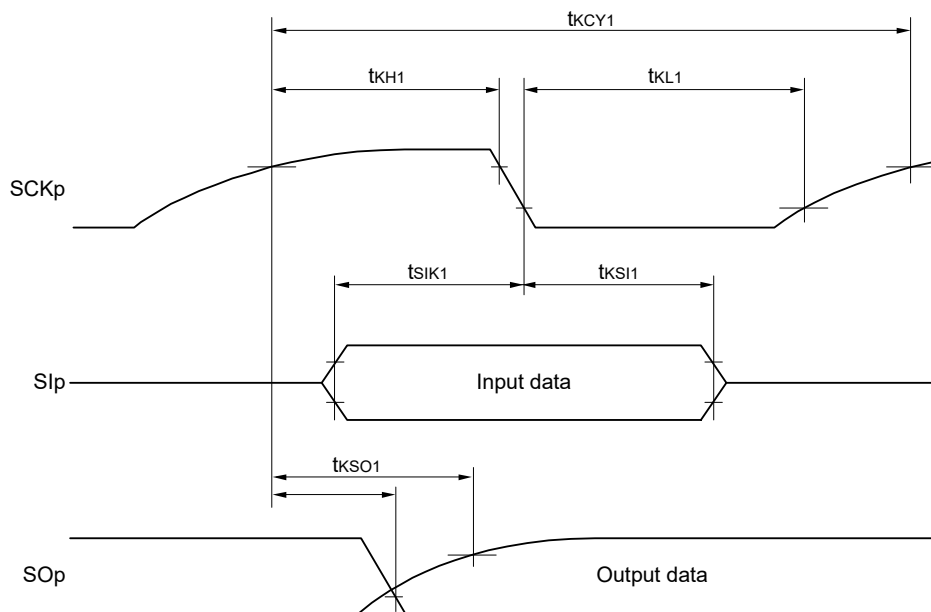 tKCY1
tKH1
tKL1
SCKp
tSIK1
tKSI1
SIp
Input data
tKSO1
SOp
Output data